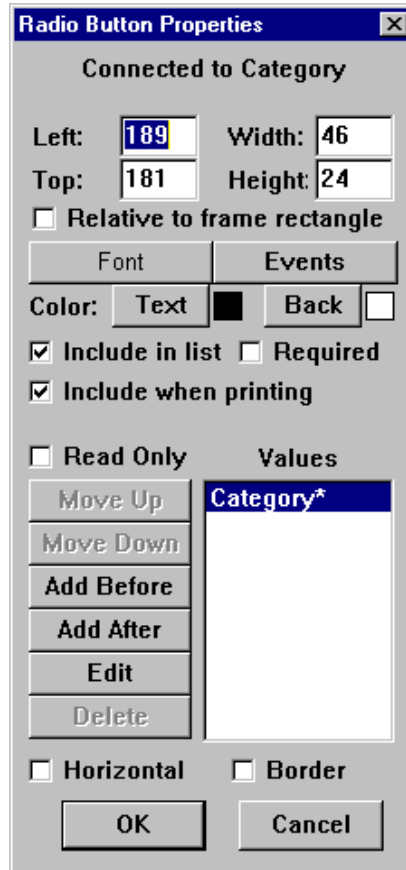 Radio Button Properties
Connected to Category
Left: 189 Width: 46
Top: 181 Height: 24
Relative to frame rectangle
Font Events
Color: Text Back
Include in list Required
Include when printing
Read Only Values
Move Up Category*
Move Down
Add Before
Add After
Edit
Delete
Horizontal Border
OK Cancel